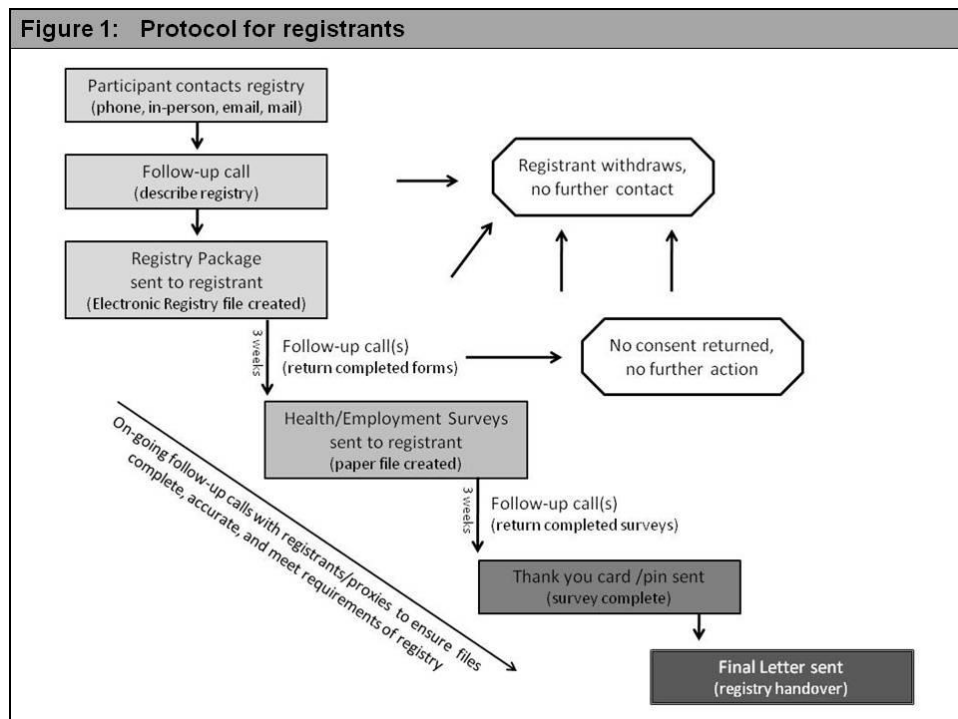 Figure 1: Protocol for registrants
Participant contacts registry
(phone, in-person, email, mail)
Follow-up call
(describe registry)
Registrant withdraws,
no further contact
Registry Package
sent to registrant
(Electronic Registry file created)
3 weeks
Follow-up call(s)
(return completed forms)
No consent returned,
no further action
Health/Employment Surveys
sent to registrant
(paper file created)
3 weeks
Follow-up call(s)
(return completed surveys)
On-going follow-up calls with registrants/proxies to ensure files
complete, accurate, and meet requirements of registry
Thank you card /pin sent
(survey complete)
Final Letter sent
(registry handover)